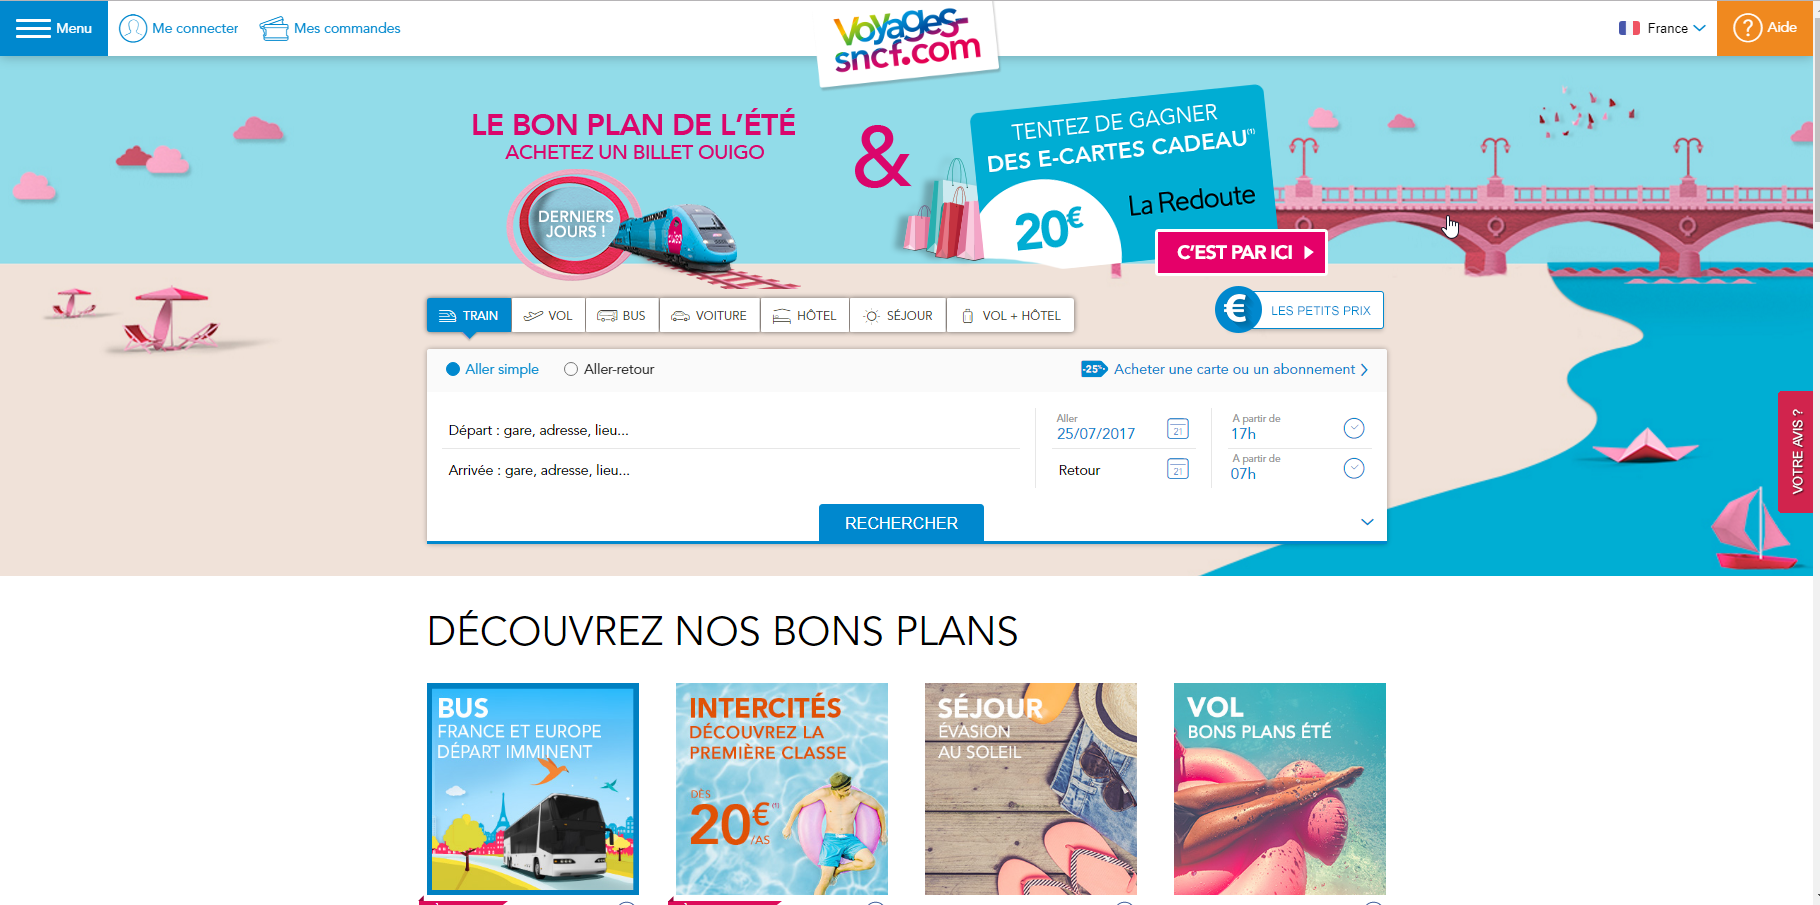 Menu
Me connecter
Mes commandes
Voyages-
sncf.com
France
Aide
LE BON PLAN DE L'ÉTÉ
ACHETEZ UN BILLET OUIGO
DERNIERS
JOURS !
&
TENTEZ DE GAGNER
DES E-CARTES CADEAU(1)
20€
La Redoute
C'EST PAR ICI
TRAIN
VOL
BUS
VOITURE
HÔTEL
SÉJOUR
VOL + HÔTEL
€
LES PETITS PRIX
Aller simple
Aller-retour
-25%
Acheter une carte ou un abonnement
Départ : gare, adresse, lieu...
Aller
25/07/2017
21
A partir de
17h
Arrivée : gare, adresse, lieu...
Retour
21
A partir de
07h
RECHERCHER
VOTRE AVIS ?
DÉCOUVREZ NOS BONS PLANS
BUS
FRANCE ET EUROPE
DÉPART IMMINENT
INTERCITÉS
DÉCOUVREZ LA
PREMIÈRE CLASSE
DÈS
20€(1)
/AS
SÉJOUR
ÉVASION
AU SOLEIL
VOL
BONS PLANS ÉTÉ